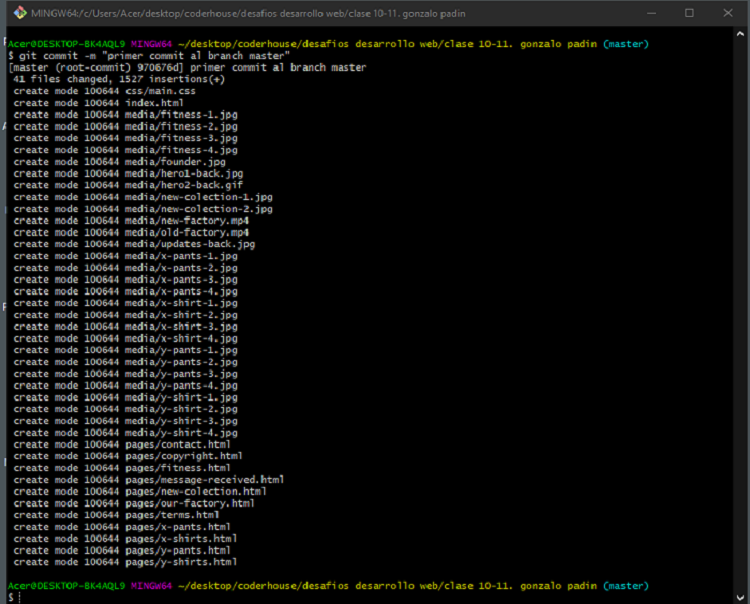 MINGW64:/c/Users/Acer/desktop/coderhouse/desafios desarrollo web/clase 10-11. gonzalo padin
Acer@DESKTOP-BK4AQL9 MINGW64 ~/desktop/coderhouse/desafios desarrollo web/clase 10-11. gonzalo padin (master)
$ git commit -m "primer commit al branch master"
[master (root-commit) 970676d] primer commit al branch master
41 files changed, 1527 insertions(+)
create mode 100644 css/main.css
create mode 100644 index.html
create mode 100644 media/fitness-1.jpg
create mode 100644 media/fitness-2.jpg
create mode 100644 media/fitness-3.jpg
create mode 100644 media/fitness-4.jpg
create mode 100644 media/founder.jpg
create mode 100644 media/hero1-back.jpg
create mode 100644 media/hero2-back.gif
create mode 100644 media/new-colection-1.jpg
create mode 100644 media/new-colection-2.jpg
create mode 100644 media/new-factory.mp4
create mode 100644 media/old-factory.mp4
create mode 100644 media/updates-back.jpg
create mode 100644 media/x-pants-1.jpg
create mode 100644 media/x-pants-2.jpg
create mode 100644 media/x-pants-3.jpg
create mode 100644 media/x-pants-4.jpg
create mode 100644 media/x-shirt-1.jpg
create mode 100644 media/x-shirt-2.jpg
create mode 100644 media/x-shirt-3.jpg
create mode 100644 media/x-shirt-4.jpg
create mode 100644 media/y-pants-1.jpg
create mode 100644 media/y-pants-2.jpg
create mode 100644 media/y-pants-3.jpg
create mode 100644 media/y-pants-4.jpg
create mode 100644 media/y-shirt-1.jpg
create mode 100644 media/y-shirt-2.jpg
create mode 100644 media/y-shirt-3.jpg
create mode 100644 media/y-shirt-4.jpg
create mode 100644 pages/contact.html
create mode 100644 pages/copyright.html
create mode 100644 pages/fitness.html
create mode 100644 pages/message-received.html
create mode 100644 pages/new-colection.html
create mode 100644 pages/our-factory.html
create mode 100644 pages/terms.html
create mode 100644 pages/x-pants.html
create mode 100644 pages/x-shirts.html
create mode 100644 pages/y-pants.html
create mode 100644 pages/y-shirts.html
Acer@DESKTOP-BK4AQL9 MINGW64 ~/desktop/coderhouse/desafios desarrollo web/clase 10-11. gonzalo padin (master)
$